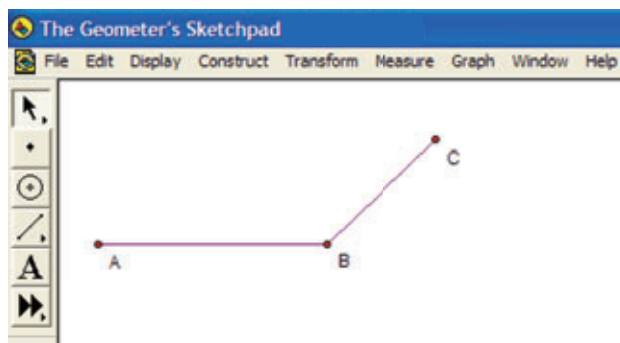 The Geometer's Sketchpad
File Edit Display Construct Transform Measure Graph Window Help
C
A B
A